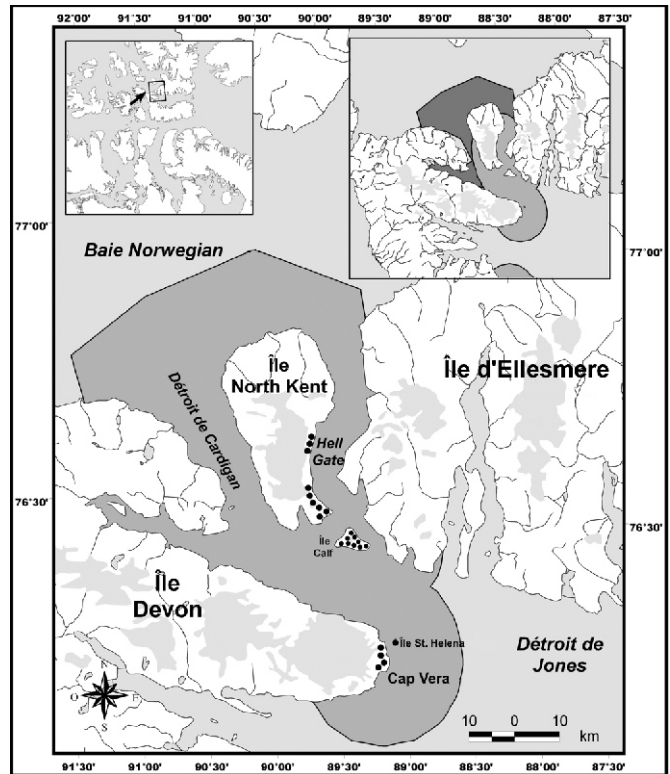 92˚00' 91˚30' 91˚00' 90˚30' 90˚00' 89˚30' 89˚00' 88˚30' 88˚00' 87˚30'
77˚00'
77˚00'
Baie Norwegian
Île
North Kent
Île d'Ellesmere
Détroit de Cardigan
Hell
Gate
76˚30'
76˚30'
Île
Calf
Île
Devon
Île St. Helena
Cap Vera
Détroit de
Jones
O E
S
10 0 10
km
91˚30' 91˚00' 90˚30' 90˚00' 89˚30' 89˚00' 88˚30' 88˚00' 87˚30'